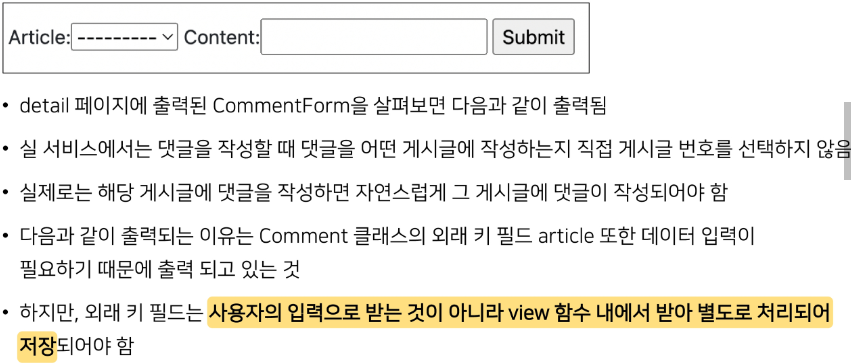 Article: --------- Content: Submit
• detail 페이지에 출력된 CommentForm을 살펴보면 다음과 같이 출력됨
• 실 서비스에서는 댓글을 작성할 때 댓글을 어떤 게시글에 작성하는지 직접 게시글 번호를 선택하지 않음
• 실제로는 해당 게시글에 댓글을 작성하면 자연스럽게 그 게시글에 댓글이 작성되어야 함
• 다음과 같이 출력되는 이유는 Comment 클래스의 외래 키 필드 article 또한 데이터 입력이
필요하기 때문에 출력 되고 있는 것
• 하지만, 외래 키 필드는 사용자의 입력으로 받는 것이 아니라 view 함수 내에서 받아 별도로 처리되어
저장되어야 함